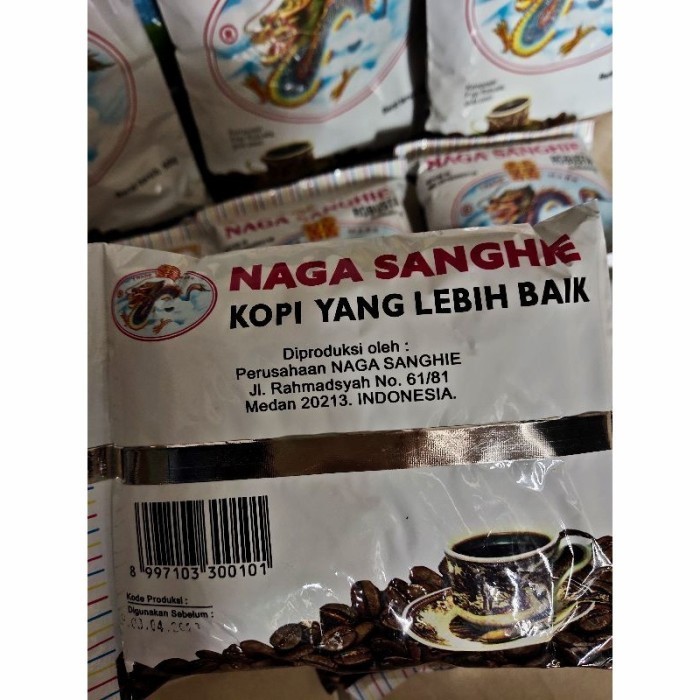 NAGA SANGHIE
ROBUSTA
NAGA SANGHIE
NAGA SANGHIE
KOPI YANG LEBIH BAIK
Diproduksi oleh :
Perusahaan NAGA SANGHIE
Jl. Rahmadsyah No. 61/81
Medan 20213. INDONESIA.
8 997103 300101
Kode Produksi :
Digunakan Sebelum :